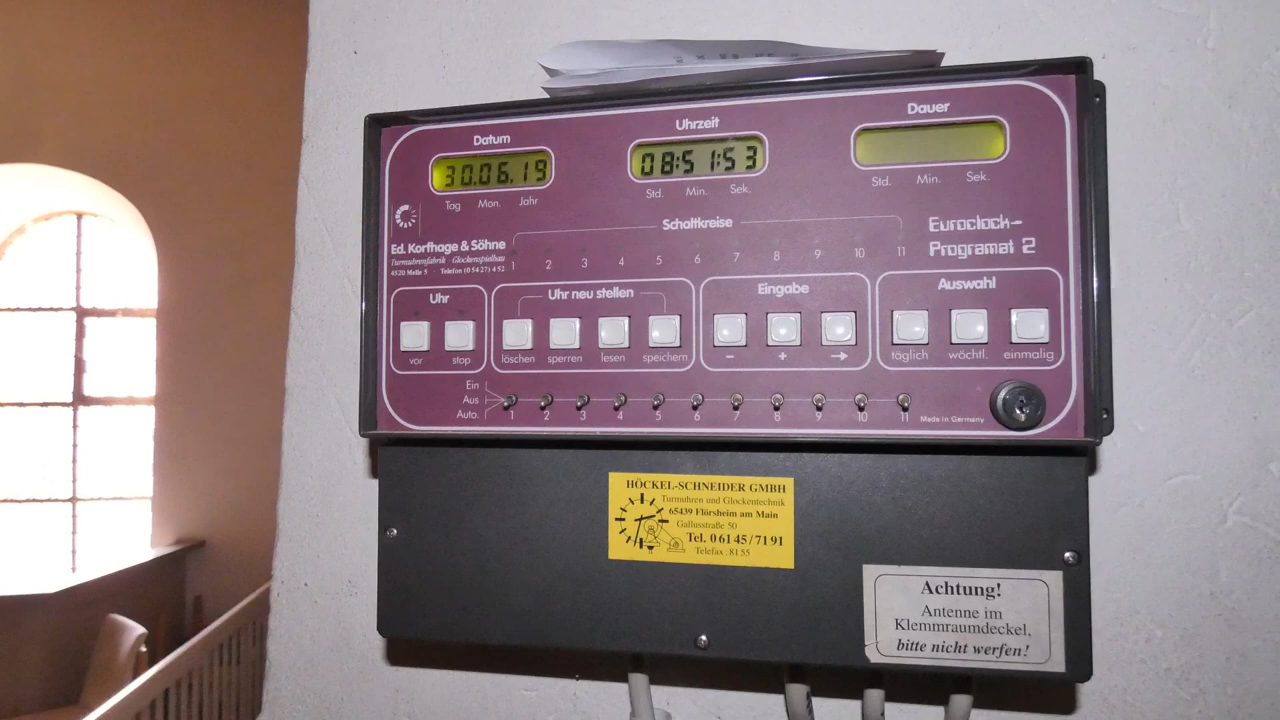 Datum
Uhrzeit
Dauer
30.06.19
08:51:53
Tag Mon. Jahr
Std. Min. Sek.
Std. Min. Sek.
Ed. Korfhage & Söhne
Turmuhrenfabrik · Glockenspielbau
4520 Melle 5 · Telefon (0 54 27) 4 52
Schaltkreise
1 2 3 4 5 6 7 8 9 10 11
Euroclock-
Programat 2
Uhr
Uhr neu stellen
Eingabe
Auswahl
vor stop
löschen sperren lesen speichern
- + →
täglich wöchtl. einmalig
Ein
Aus
Auto.
1 2 3 4 5 6 7 8 9 10 11
Made in Germany
HÖCKEL-SCHNEIDER GMBH
Turmuhren und Glockentechnik
65439 Flörsheim am Main
Gallusstraße 50
Tel. 0 61 45 / 71 91
Telefax: 81 55
Achtung!
Antenne im
Klemmraumdeckel,
bitte nicht werfen!